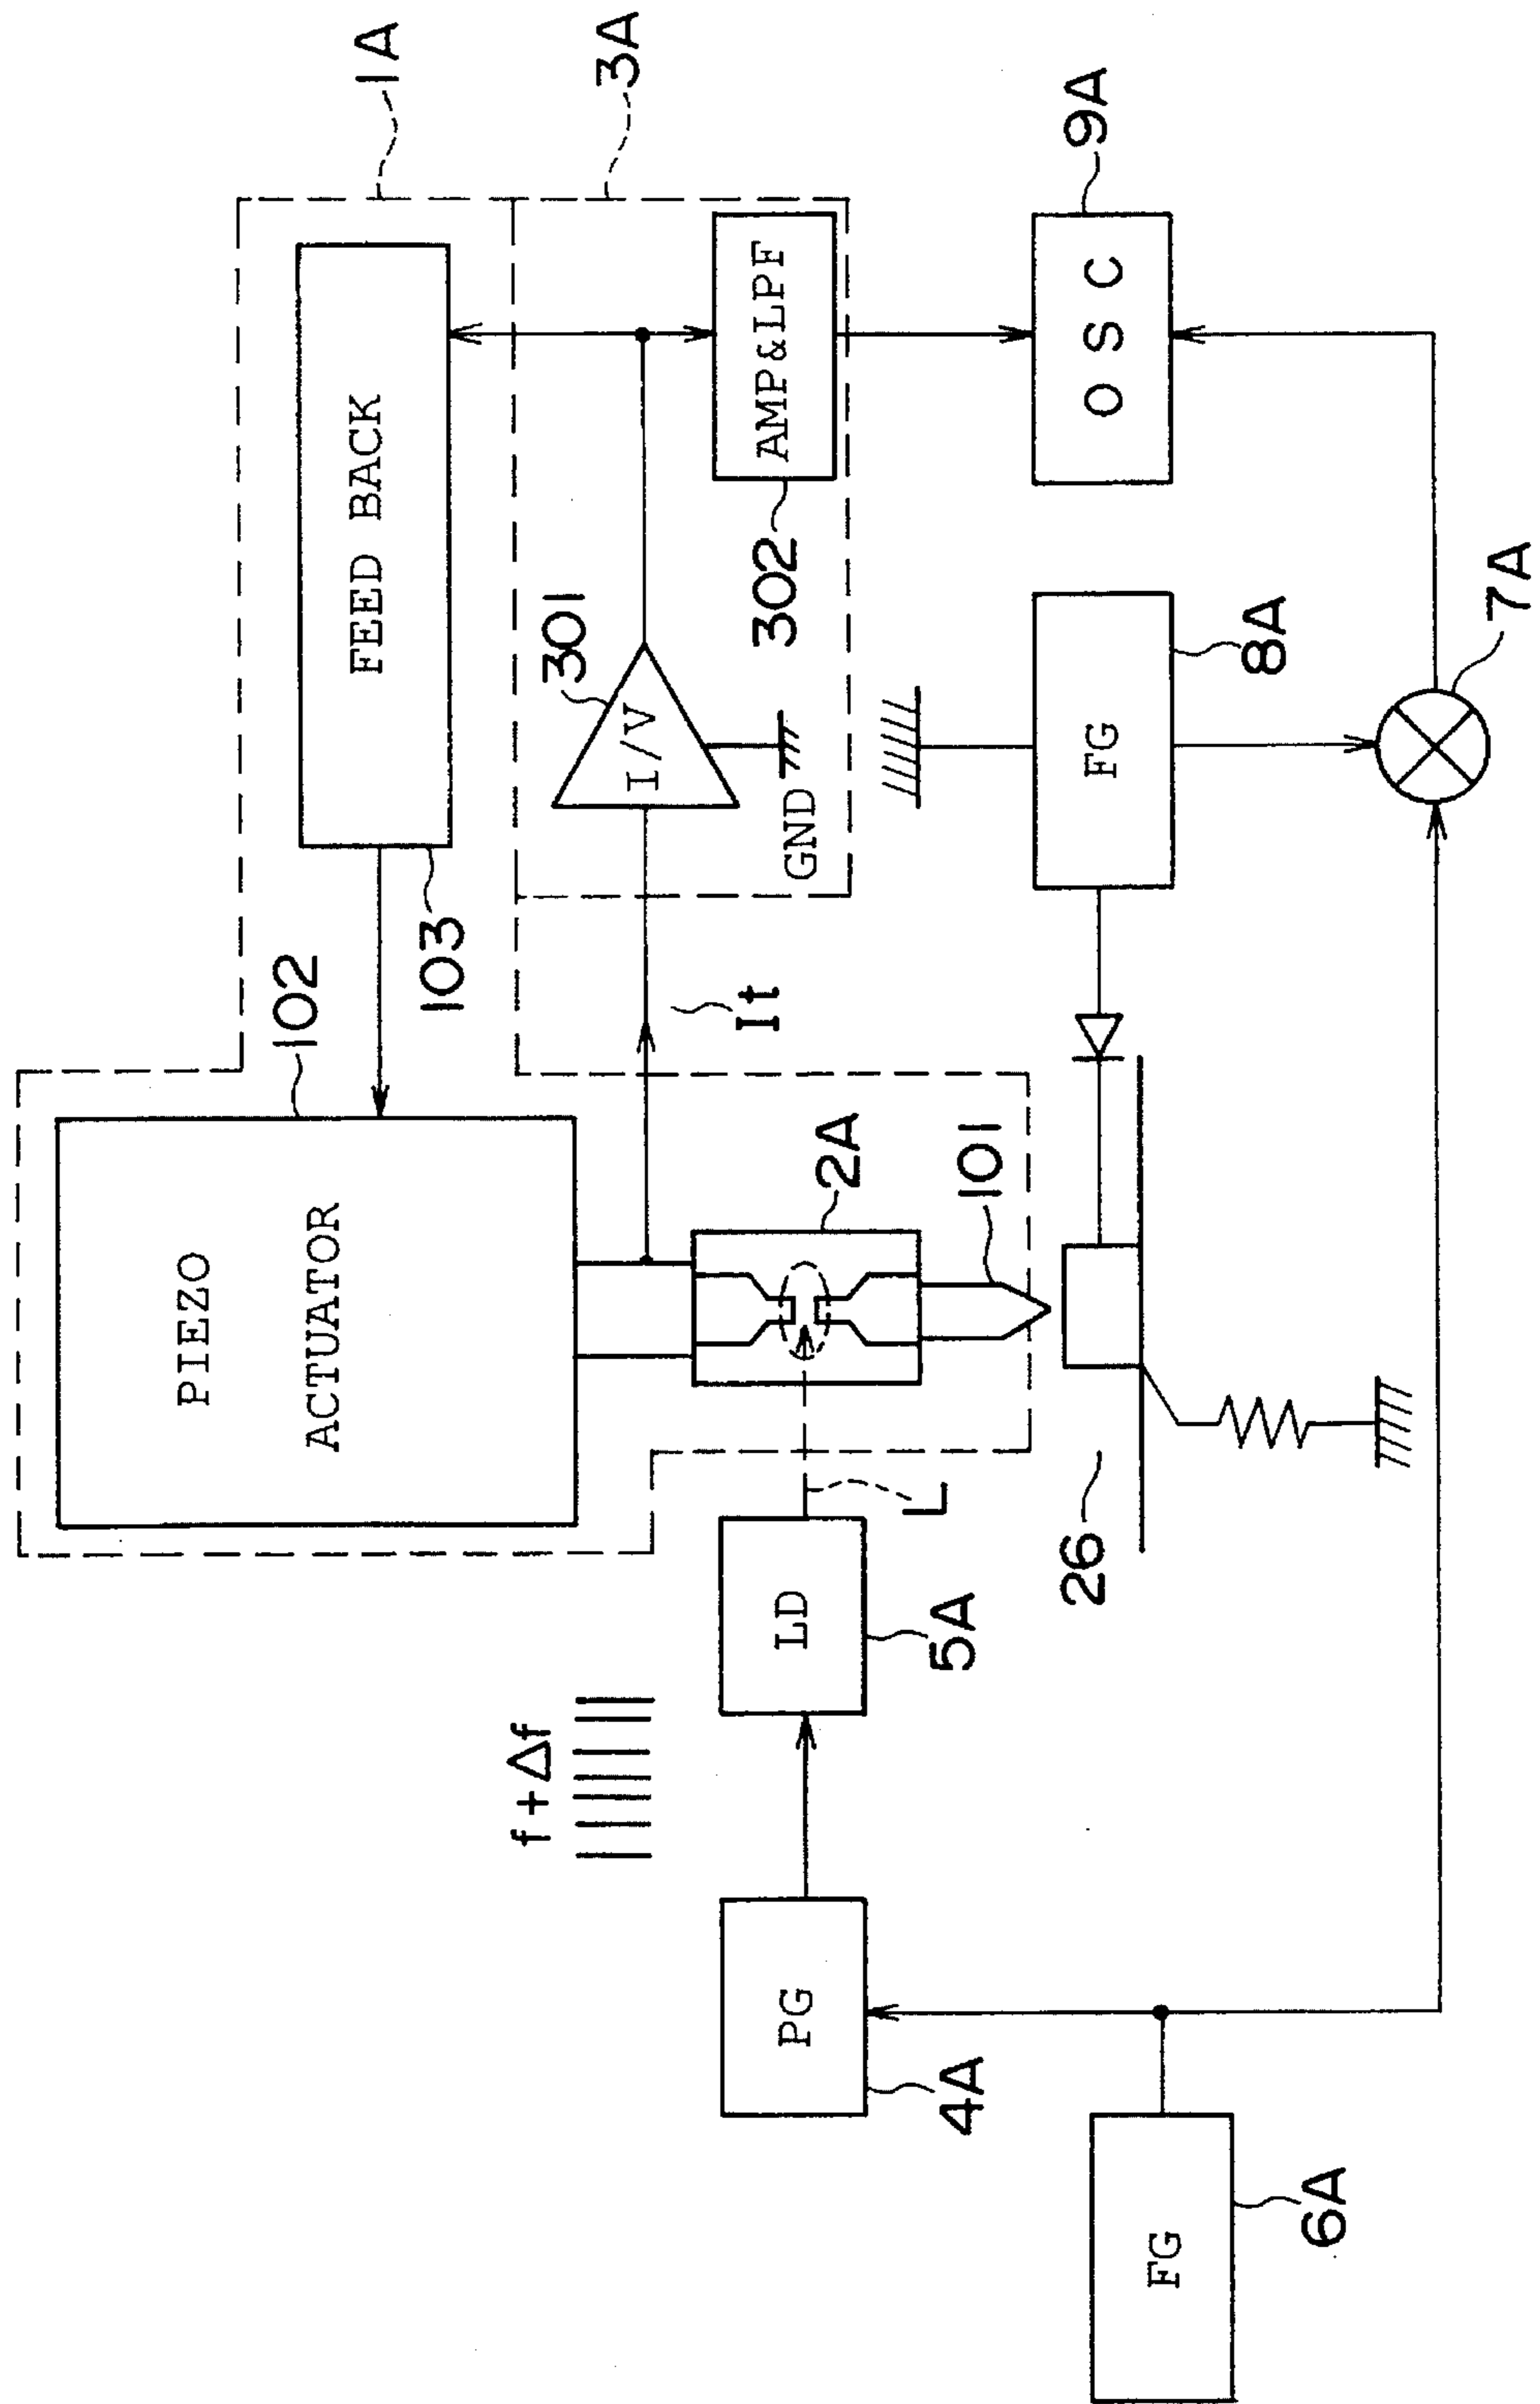 1A
3A
9A
FEED BACK
AMP&LPF
O S C
103
301
I/V
302
GND
FG
8A
7A
102
It
PIEZO
ACTUATOR
2A
101
L
26
LD
5A
f+Δf
PG
4A
FG
6A